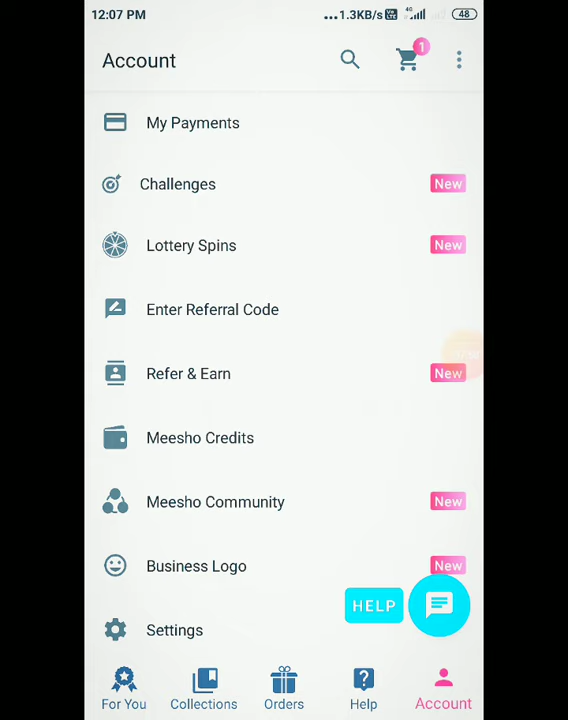 12:07 PM ...1.3KB/s 4G 48
Account 1
My Payments
Challenges New
Lottery Spins New
Enter Referral Code
Refer & Earn New
Meesho Credits
Meesho Community New
Business Logo New
HELP
Settings
For You Collections Orders Help Account